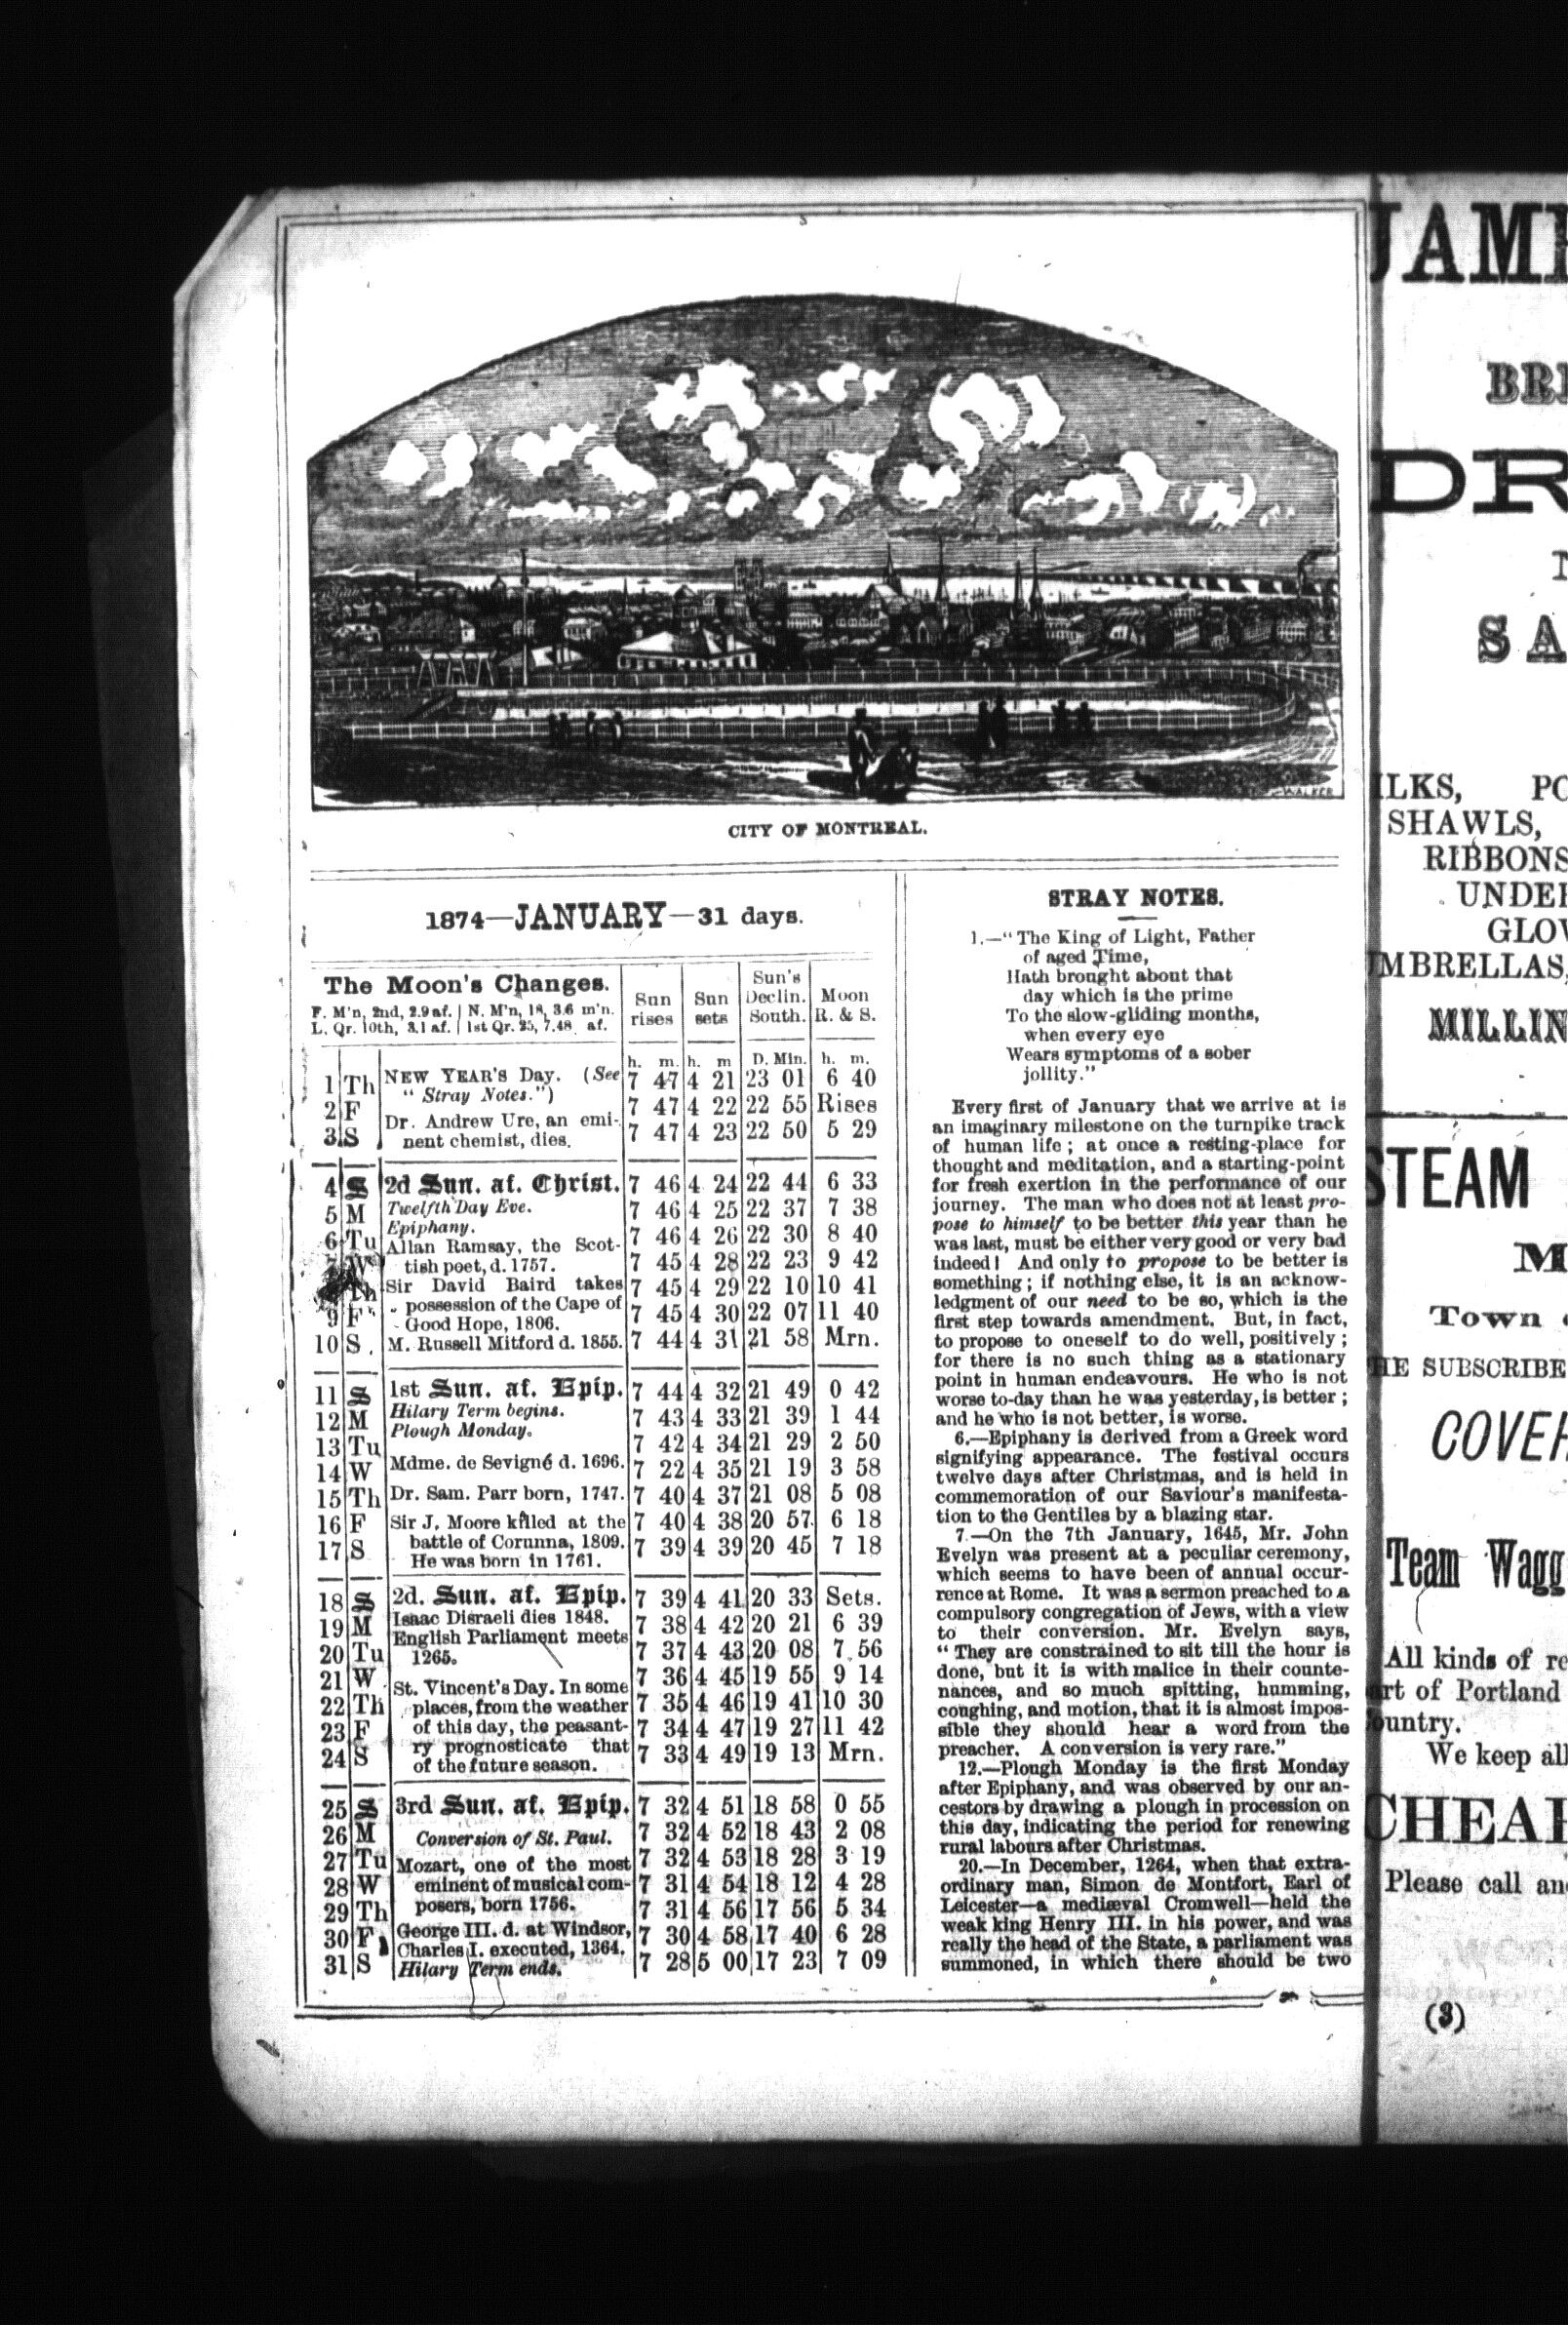 WALKER
CITY OF MONTREAL.
1874—JANUARY—31 days.
The Moon's Changes.
F. M'n, 2nd, 2.9 af. | N. M'n, 18, 3.6 m'n.
L. Qr. 10th, 3.1 af. | 1st Qr. 25, 7.48. af.
Sun rises
Sun sets
Sun's Declin. South.
Moon R. & S.
h. m. h. m D. Min. h. m.
1 Th NEW YEAR'S Day. (See 7 47 4 21 23 01 6 40
" Stray Notes.")
2 F 7 47 4 22 22 55 Rises
3 S Dr. Andrew Ure, an emi- 7 47 4 23 22 50 5 29
nent chemist, dies.
4 S 2d Sun. af. Christ. 7 46 4 24 22 44 6 33
5 M Twelfth Day Eve. 7 46 4 25 22 37 7 38
6 Tu Epiphany. 7 46 4 26 22 30 8 40
7 W Allan Ramsay, the Scot- 7 45 4 28 22 23 9 42
tish poet, d. 1757.
Th Sir David Baird takes 7 45 4 29 22 10 10 41
9 F possession of the Cape of 7 45 4 30 22 07 11 40
Good Hope, 1806.
10 S. M. Russell Mitford d. 1855. 7 44 4 31 21 58 Mrn.
11 S 1st Sun. af. Epip. 7 44 4 32 21 49 0 42
12 M Hilary Term begins. 7 43 4 33 21 39 1 44
Plough Monday.
13 Tu 7 42 4 34 21 29 2 50
14 W Mdme. de Sevigné d. 1696. 7 22 4 35 21 19 3 58
15 Th Dr. Sam. Parr born, 1747. 7 40 4 37 21 08 5 08
16 F Sir J. Moore killed at the 7 40 4 38 20 57 6 18
17 S battle of Corunna, 1809. 7 39 4 39 20 45 7 18
He was born in 1761.
18 S 2d. Sun. af. Epip. 7 39 4 41 20 33 Sets.
19 M Isaac Disraeli dies 1848. 7 38 4 42 20 21 6 39
20 Tu English Parliament meets 7 37 4 43 20 08 7 56
1265.
21 W 7 36 4 45 19 55 9 14
22 Th St. Vincent's Day. In some 7 35 4 46 19 41 10 30
places, from the weather
23 F of this day, the peasant- 7 34 4 47 19 27 11 42
24 S ry prognosticate that 7 33 4 49 19 13 Mrn.
of the future season.
25 S 3rd Sun. af. Epip. 7 32 4 51 18 58 0 55
26 M Conversion of St. Paul. 7 32 4 52 18 43 2 08
27 Tu Mozart, one of the most 7 32 4 53 18 28 3 19
28 W eminent of musical com- 7 31 4 54 18 12 4 28
29 Th posers, born 1756. 7 31 4 56 17 56 5 34
30 F George III. d. at Windsor, 7 30 4 58 17 40 6 28
Charles I. executed, 1364.
31 S Hilary Term ends. 7 28 5 00 17 23 7 09
STRAY NOTES.
1.—"The King of Light, Father
of aged Time,
Hath brought about that
day which is the prime
To the slow-gliding months,
when every eye
Wears symptoms of a sober
jollity."
Every first of January that we arrive at is
an imaginary milestone on the turnpike track
of human life; at once a resting-place for
thought and meditation, and a starting-point
for fresh exertion in the performance of our
journey. The man who does not at least pro-
pose to himself to be better this year than he
was last, must be either very good or very bad
indeed! And only to propose to be better is
something; if nothing else, it is an acknow-
ledgment of our need to be so, which is the
first step towards amendment. But, in fact,
to propose to oneself to do well, positively;
for there is no such thing as a stationary
point in human endeavours. He who is not
worse to-day than he was yesterday, is better;
and he who is not better, is worse.
6.—Epiphany is derived from a Greek word
signifying appearance. The festival occurs
twelve days after Christmas, and is held in
commemoration of our Saviour's manifesta-
tion to the Gentiles by a blazing star.
7.—On the 7th January, 1645, Mr. John
Evelyn was present at a peculiar ceremony,
which seems to have been of annual occur-
rence at Rome. It was a sermon preached to a
compulsory congregation of Jews, with a view
to their conversion. Mr. Evelyn says,
"They are constrained to sit till the hour is
done, but it is with malice in their counte-
nances, and so much spitting, humming,
coughing, and motion, that it is almost impos-
sible they should hear a word from the
preacher. A conversion is very rare."
12.—Plough Monday is the first Monday
after Epiphany, and was observed by our an-
cestors by drawing a plough in procession on
this day, indicating the period for renewing
rural labours after Christmas.
20.—In December, 1264, when that extra-
ordinary man, Simon de Montfort, Earl of
Leicester—a mediæval Cromwell—held the
weak king Henry III. in his power, and was
really the head of the State, a parliament was
summoned, in which there should be two
JAM
BRI
DR
SA
ILKS, PO
SHAWLS,
RIBBONS
UNDER
GLOV
MBRELLAS,
MILLIN
STEAM
M
Town
HE SUBSCRIBE
COVER
Team Wagg
All kinds of re
art of Portland
ountry.
We keep all
CHEAP
Please call an
(3)